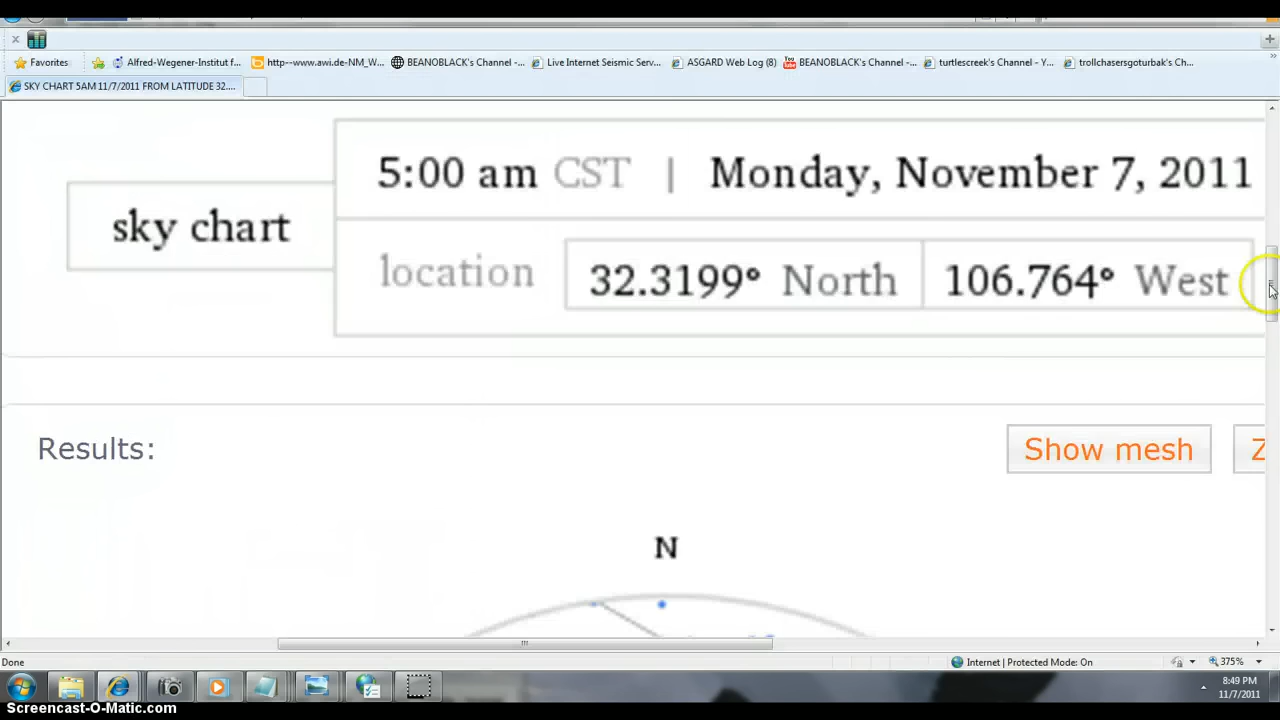 Favorites Alfred-Wegener-Institut f... http--www.awi.de-NM_W... BEANOBLACK's Channel -... Live Internet Seismic Serv... ASGARD Web Log (8) BEANOBLACK's Channel -... turtlescreek's Channel - Y... trollchasersgoturbak's Ch...
SKY CHART 5AM 11/7/2011 FROM LATITUDE 32....
5:00 am CST | Monday, November 7, 2011
sky chart
location 32.3199° North 106.764° West
Results: Show mesh Z
N
Done Internet | Protected Mode: On 375%
8:49 PM
11/7/2011
Screencast-O-Matic.com